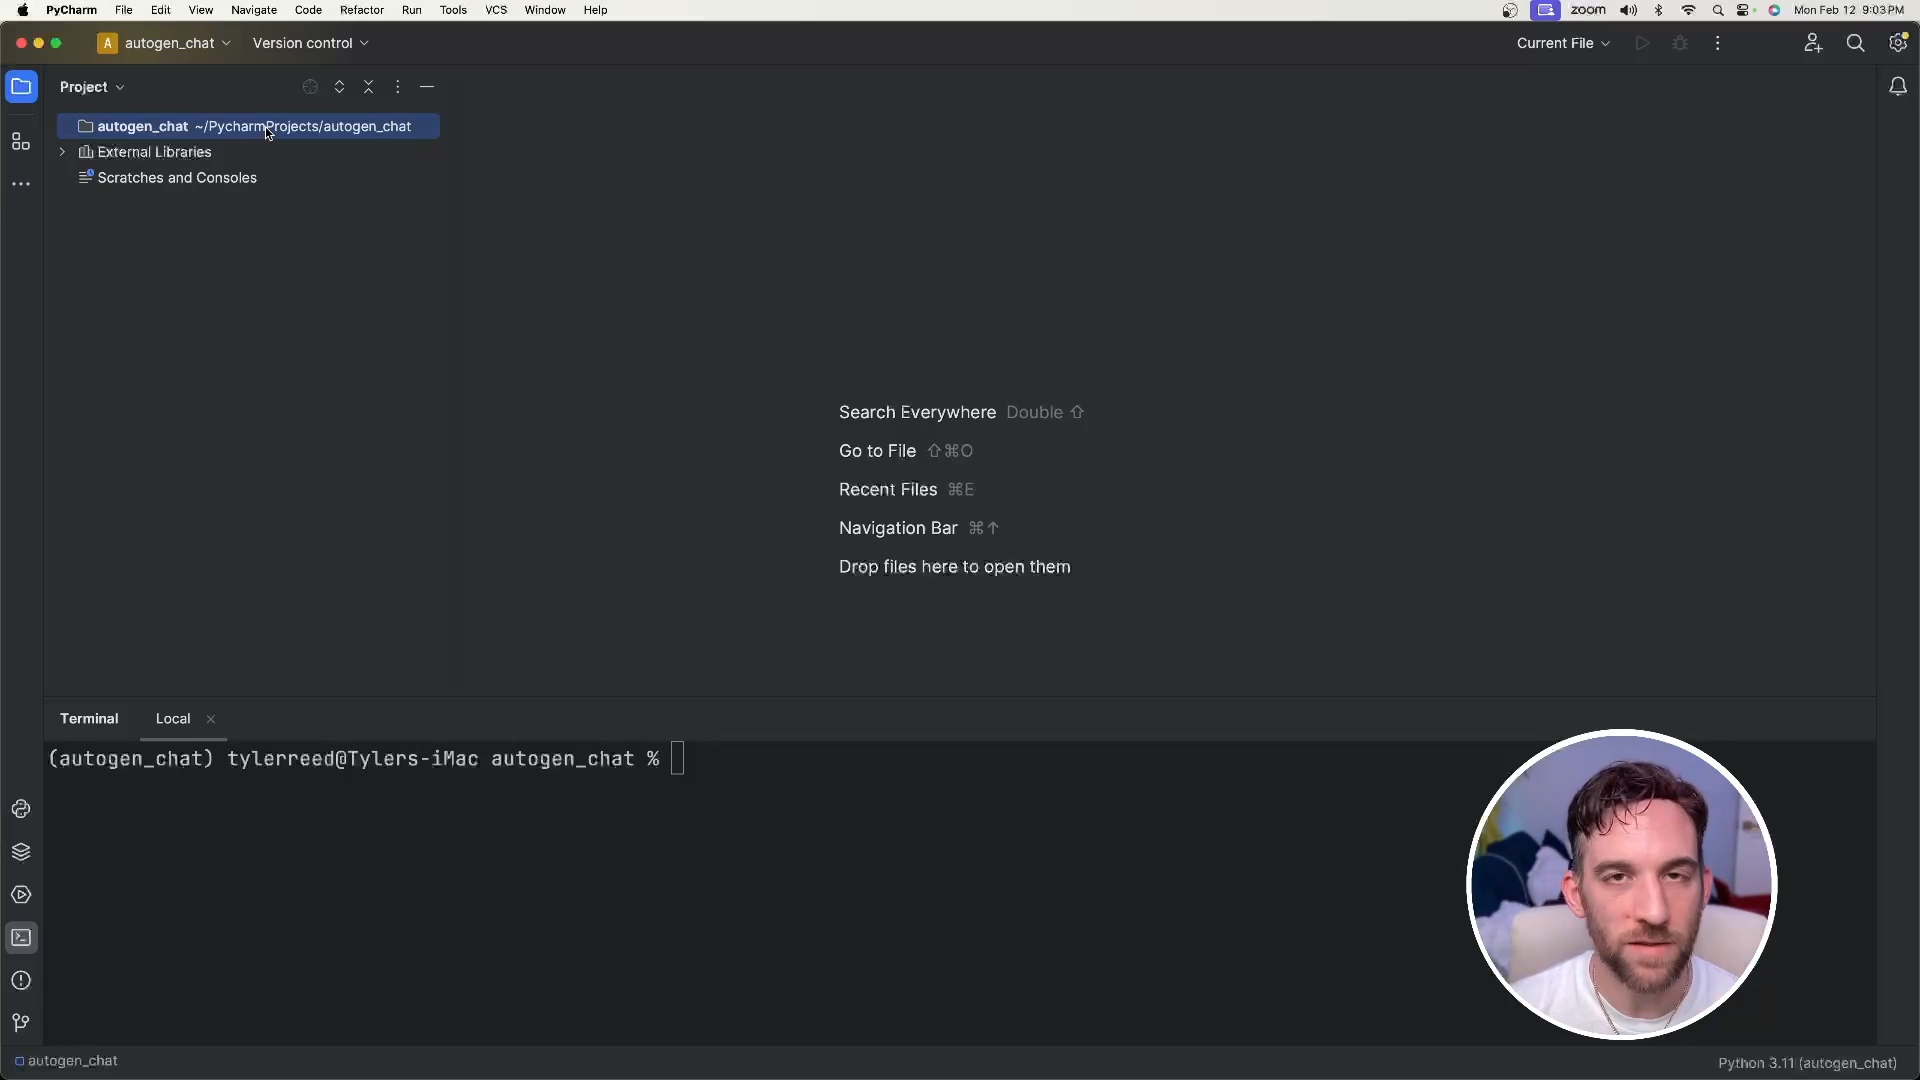 PyCharm File Edit View Navigate Code Refactor Run Tools VCS Window Help zoom Mon Feb 12 9:03PM
A autogen_chat Version control Current File
Project
autogen_chat ~/PycharmProjects/autogen_chat
External Libraries
Scratches and Consoles
Search Everywhere Double ⇧
Go to File ⇧⌘O
Recent Files ⌘E
Navigation Bar ⌘↑
Drop files here to open them
Terminal Local
(autogen_chat) tylerreed@Tylers-iMac autogen_chat %
autogen_chat Python 3.11 (autogen_chat)